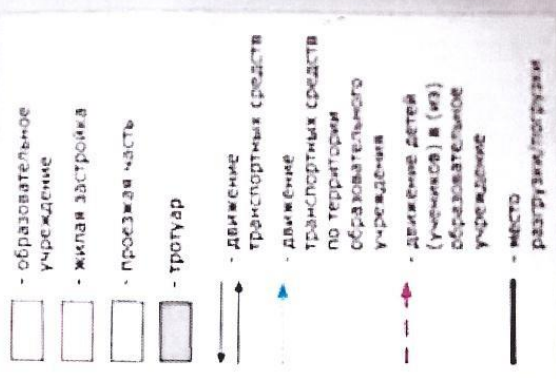 - образовательное
учреждение
- жилая застройка
- проезжая часть
- тротуар
- движение
транспортных средств
- движение
транспортных средств
по территории
образовательного
учреждения
- движение детей
(учеников) в (из)
образовательное
учреждение
- место
разгрузки/погрузки